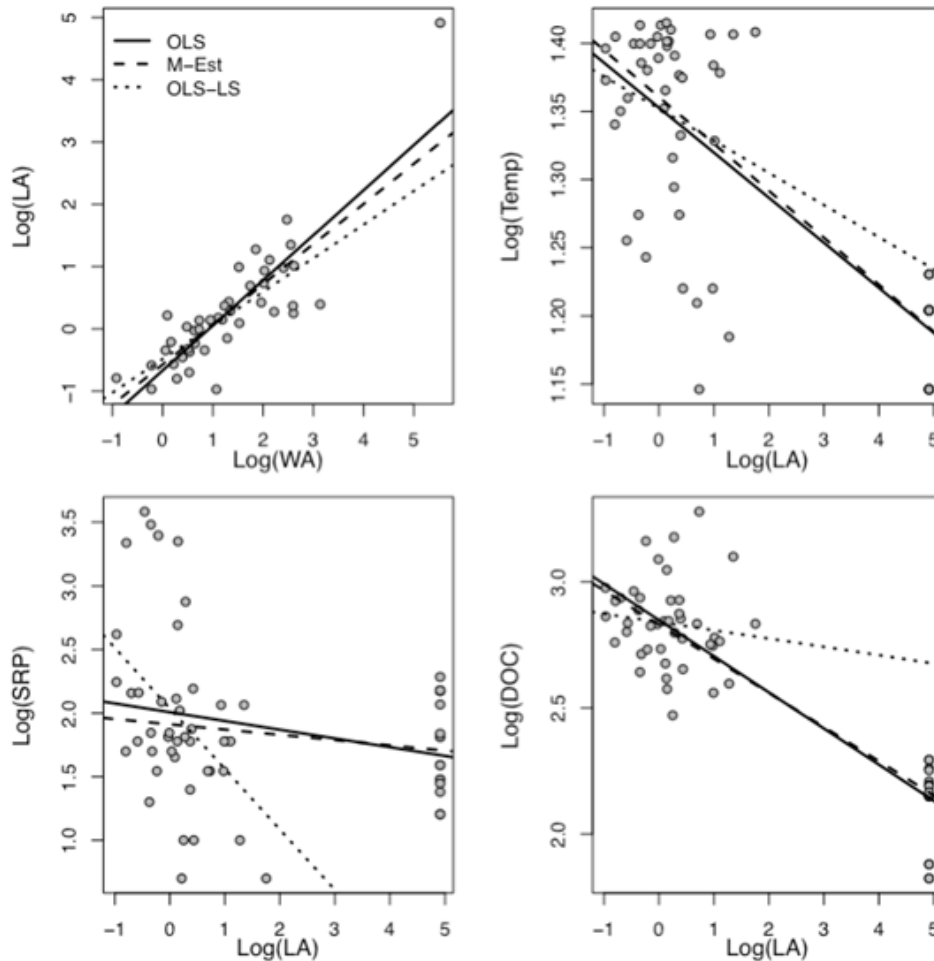 OLS
M-Est
OLS-LS
Log(LA)
5
4
3
2
1
0
−1
−1 0 1 2 3 4 5
Log(WA)
Log(Temp)
1.40
1.35
1.30
1.25
1.20
1.15
−1 0 1 2 3 4 5
Log(LA)
Log(SRP)
3.5
3.0
2.5
2.0
1.5
1.0
−1 0 1 2 3 4 5
Log(LA)
Log(DOC)
3.0
2.5
2.0
−1 0 1 2 3 4 5
Log(LA)